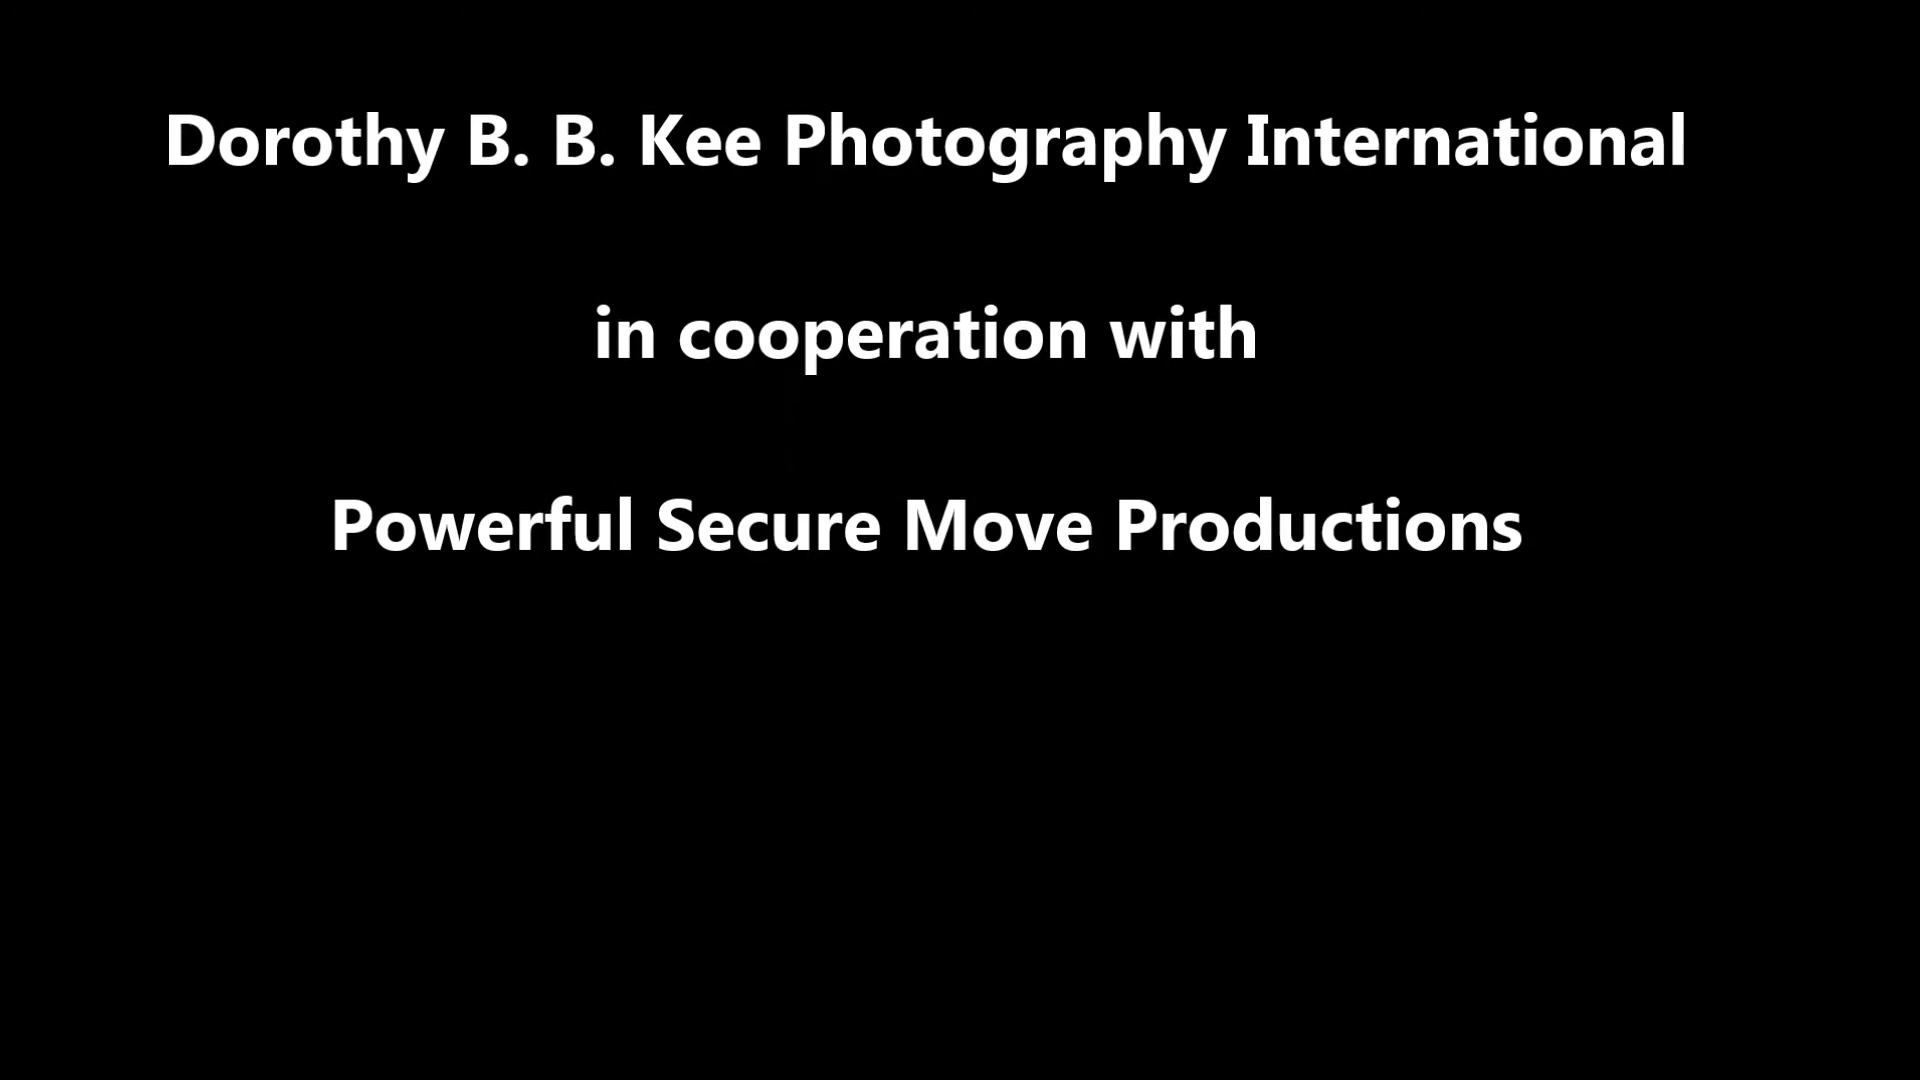 Dorothy B. B. Kee Photography International
in cooperation with
Powerful Secure Move Productions